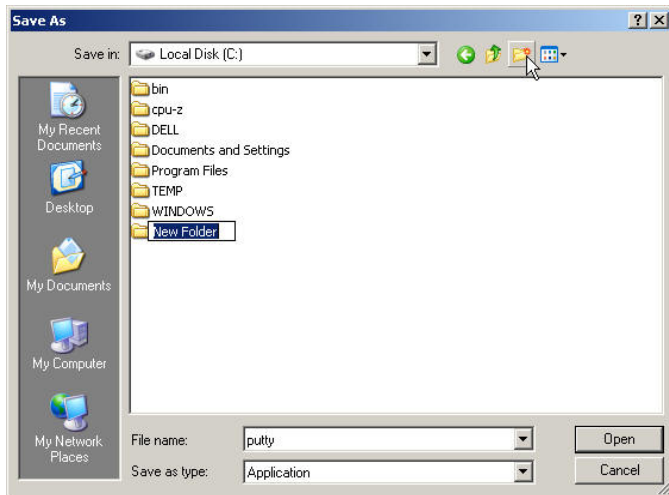 Save As
Save in:
Local Disk (C:)
My Recent
Documents
Desktop
My Documents
My Computer
My Network
Places
bin
cpu-z
DELL
Documents and Settings
Program Files
TEMP
WINDOWS
New Folder
File name:
putty
Open
Save as type:
Application
Cancel